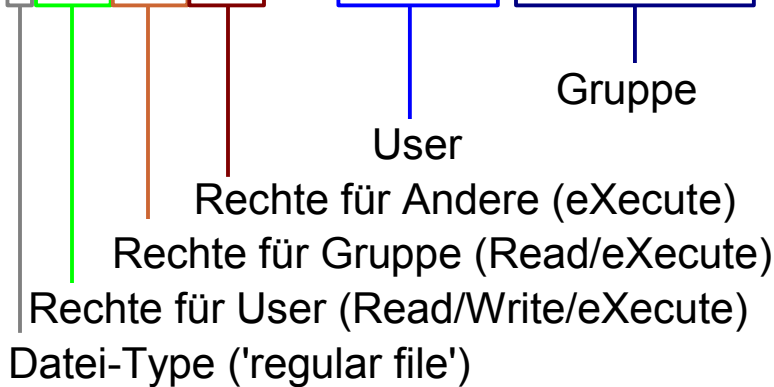 Gruppe
User
Rechte für Andere (eXecute)
Rechte für Gruppe (Read/eXecute)
Rechte für User (Read/Write/eXecute)
Datei-Type ('regular file')